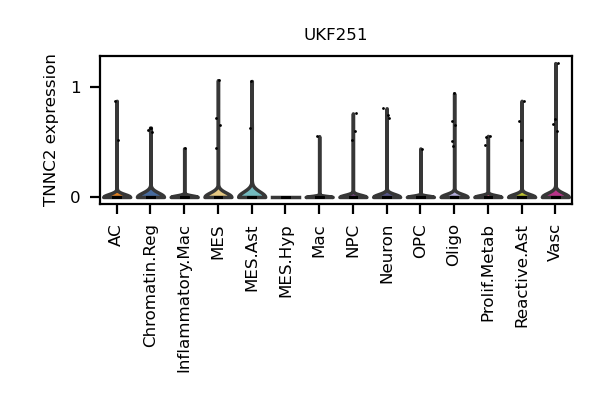 UKF251
TNNC2 expression
1
0
AC
Chromatin.Reg
Inflammatory.Mac
MES
MES.Ast
MES.Hyp
Mac
NPC
Neuron
OPC
Oligo
Prolif.Metab
Reactive.Ast
Vasc